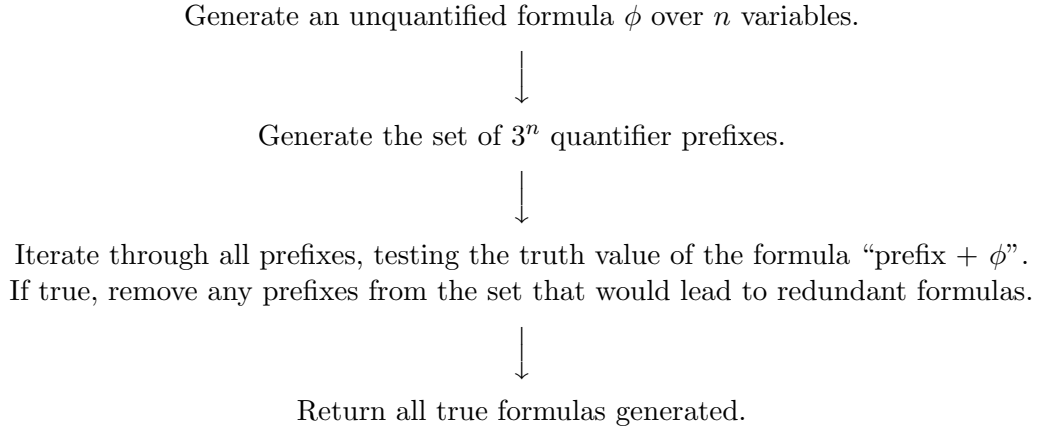 Generate an unquantified formula ϕ over n variables.
Generate the set of 3ⁿ quantifier prefixes.
Iterate through all prefixes, testing the truth value of the formula “prefix + ϕ”.
If true, remove any prefixes from the set that would lead to redundant formulas.
Return all true formulas generated.